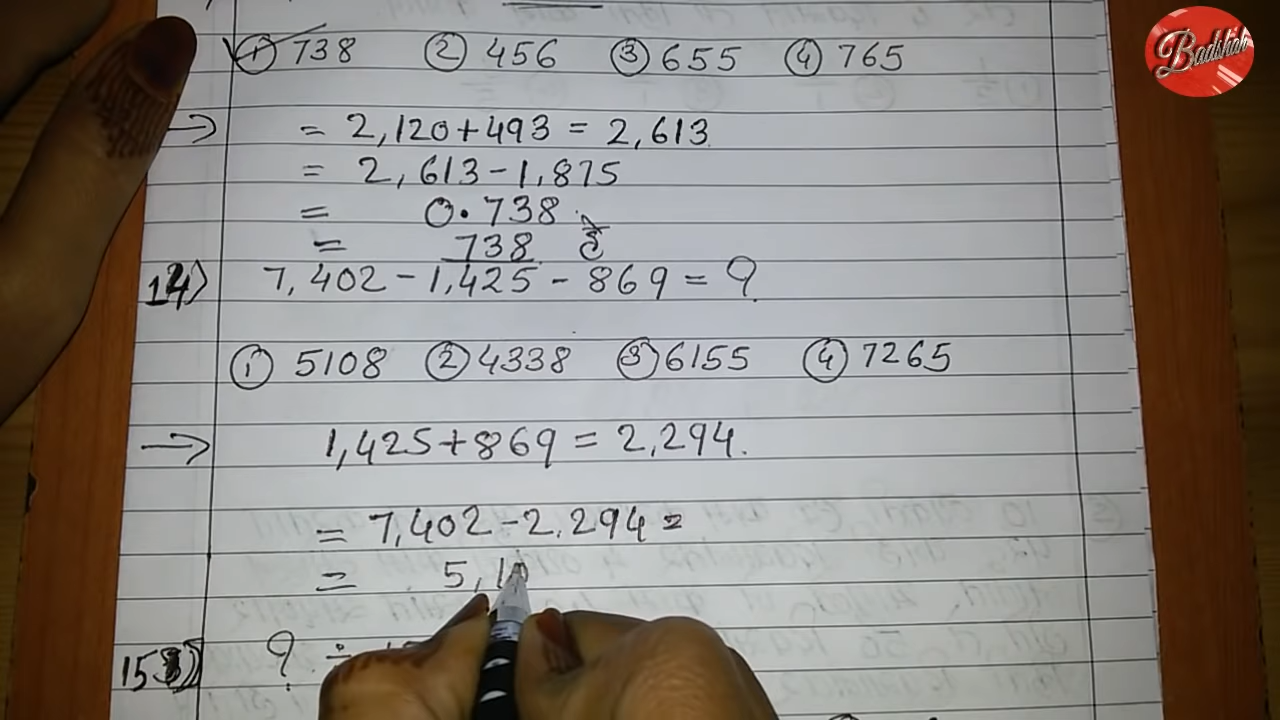 ① 738 ② 456 ③ 655 ④ 765
= 2,120+493 = 2,613
= 2,613-1,875
= 0.738
= 738 है
14) 7,402-1,425-869 = ?
① 5108 ② 4338 ③ 6155 ④ 7265
1,425+869 = 2,294.
= 7,402-2.294 =
= 5,10
15) ? ÷
Badshah